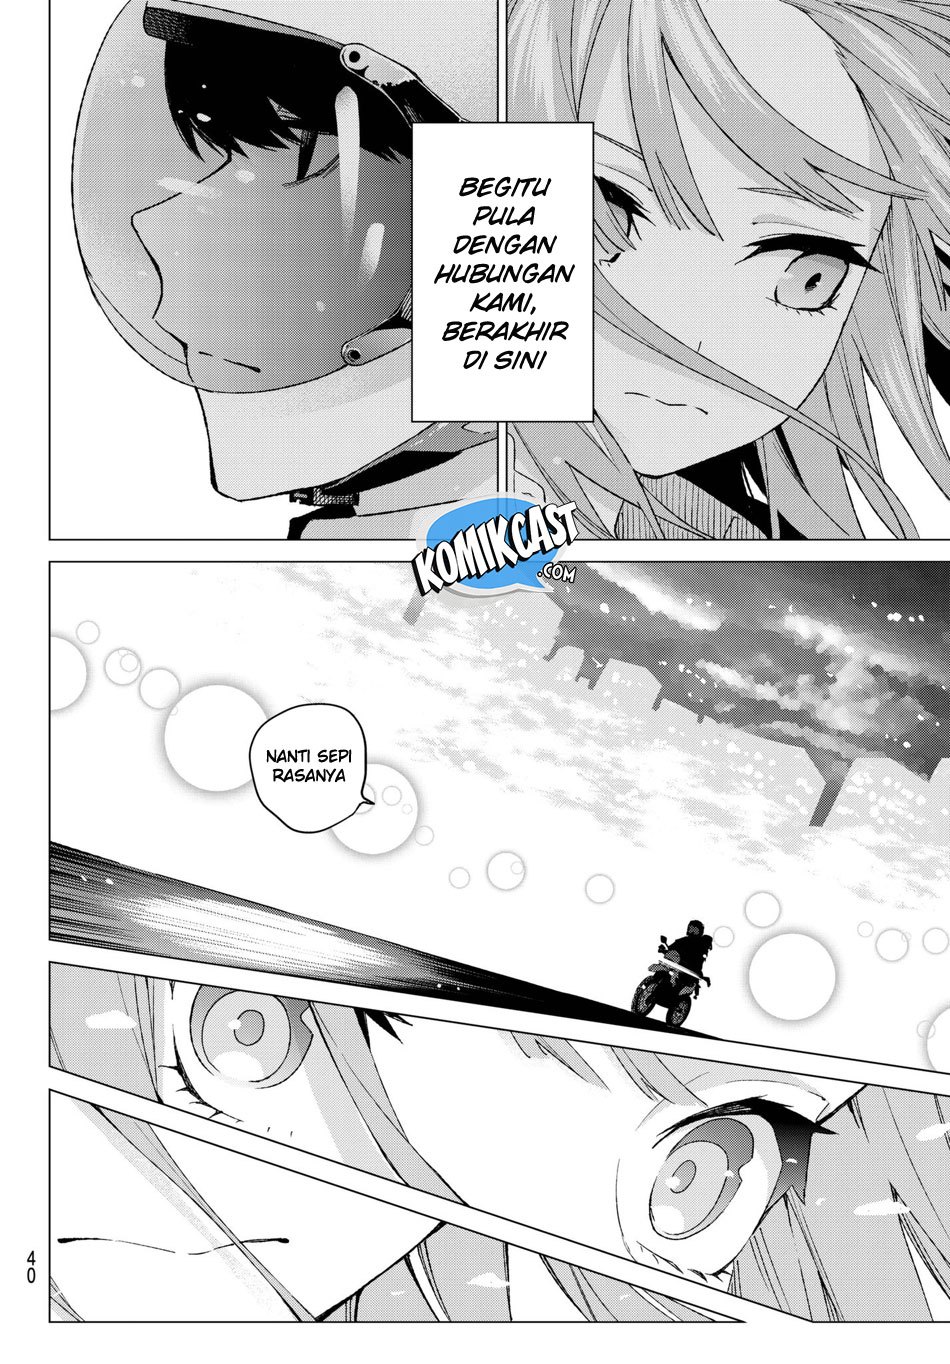 BEGITU
PULA
DENGAN
HUBUNGAN
KAMI,
BERAKHIR
DI SINI
KOMIKCAST
.COM
NANTI SEPI
RASANYA
40